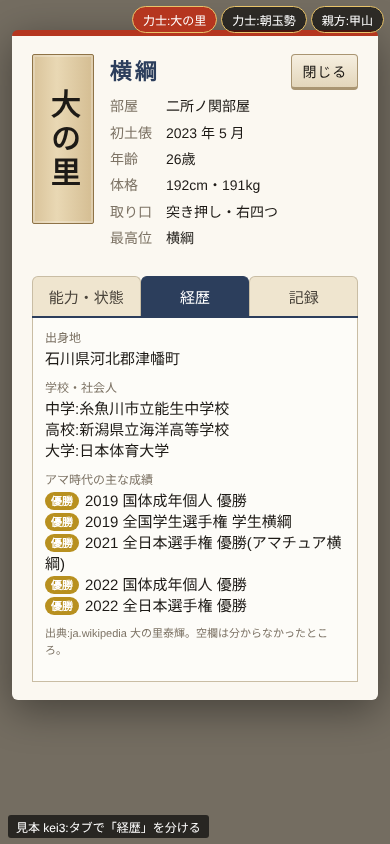 力士:大の里
力士:朝玉勢
親方:甲山
大の里
横綱
閉じる
部屋 二所ノ関部屋
初土俵 2023 年 5 月
年齢 26歳
体格 192cm・191kg
取り口 突き押し・右四つ
最高位 横綱
能力・状態
経歴
記録
出身地
石川県河北郡津幡町
学校・社会人
中学:糸魚川市立能生中学校
高校:新潟県立海洋高等学校
大学:日本体育大学
アマ時代の主な成績
優勝 2019 国体成年個人 優勝
優勝 2019 全国学生選手権 学生横綱
優勝 2021 全日本選手権 優勝(アマチュア横
綱)
優勝 2022 国体成年個人 優勝
優勝 2022 全日本選手権 優勝
出典:ja.wikipedia 大の里泰輝。空欄は分からなかったとこ
ろ。
見本 kei3:タブで「経歴」を分ける